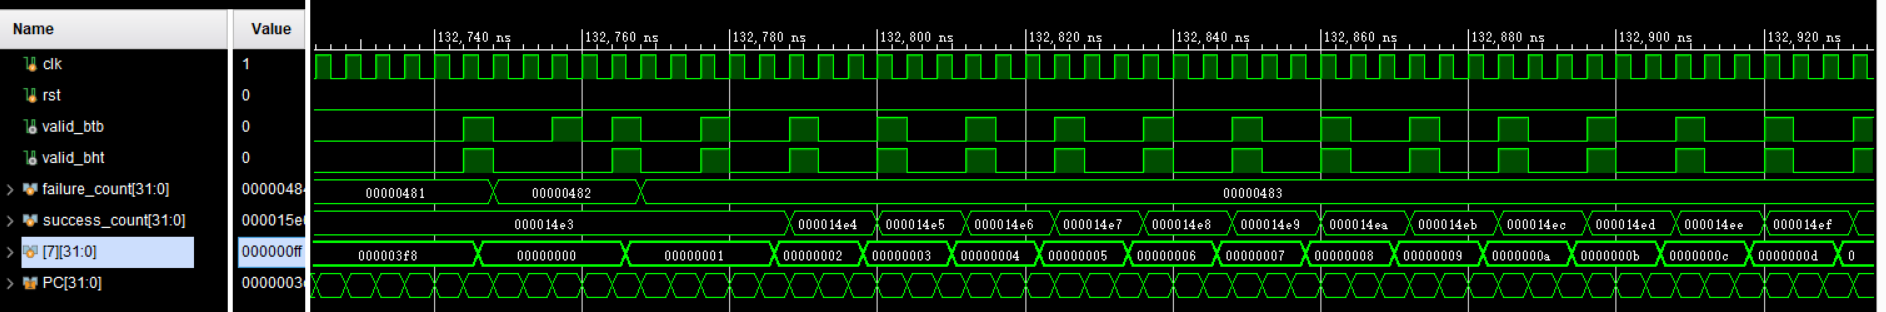 Name Value 132,740 ns 132,760 ns 132,780 ns 132,800 ns 132,820 ns 132,840 ns 132,860 ns 132,880 ns 132,900 ns 132,920 ns
clk 1
rst 0
valid_btb 0
valid_bht 0
failure_count[31:0] 00000484 00000481 00000482 00000483
success_count[31:0] 000015e 000014e3 000014e4 000014e5 000014e6 000014e7 000014e8 000014e9 000014ea 000014eb 000014ec 000014ed 000014ee 000014ef
[7][31:0] 000000ff 000003f8 00000000 00000001 00000002 00000003 00000004 00000005 00000006 00000007 00000008 00000009 0000000a 0000000b 0000000c 0000000d 0
PC[31:0] 0000003